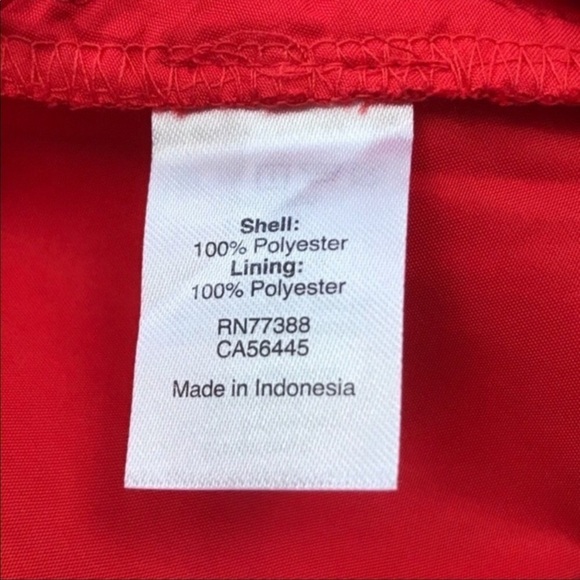 Shell:
100% Polyester
Lining:
100% Polyester
RN77388
CA56445
Made in Indonesia